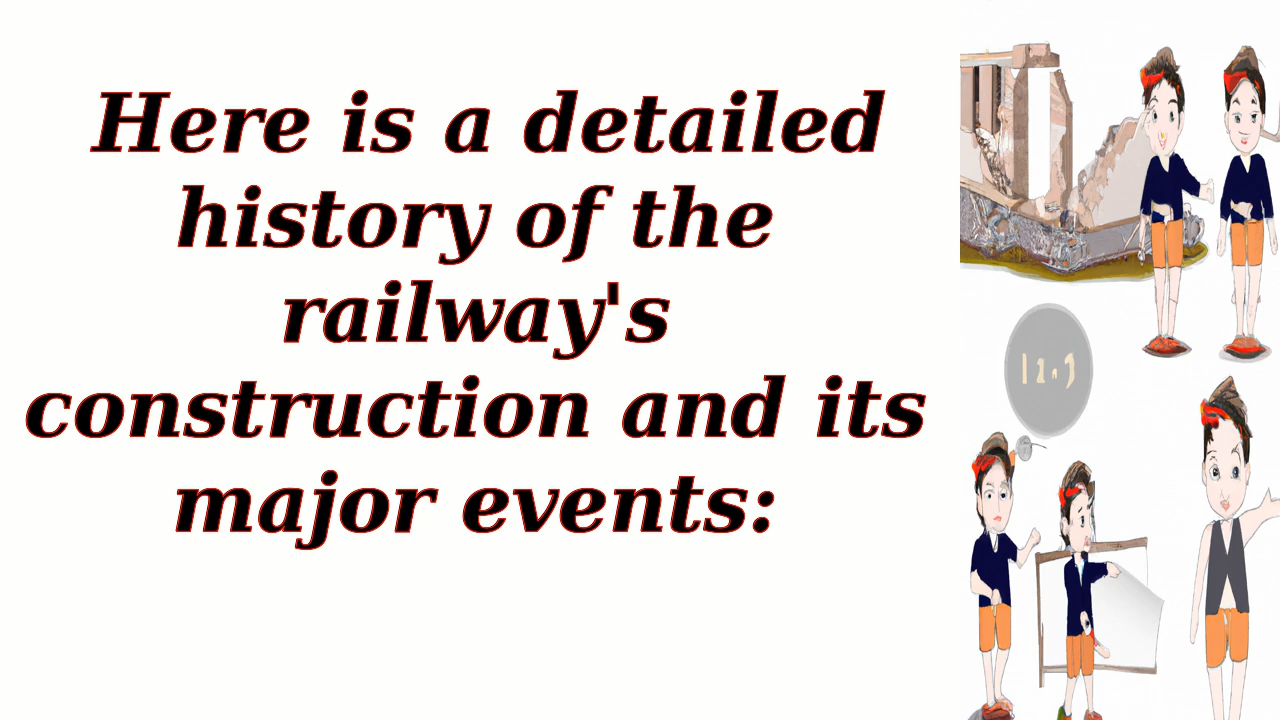 Here is a detailed
history of the
railway's
construction and its
major events: